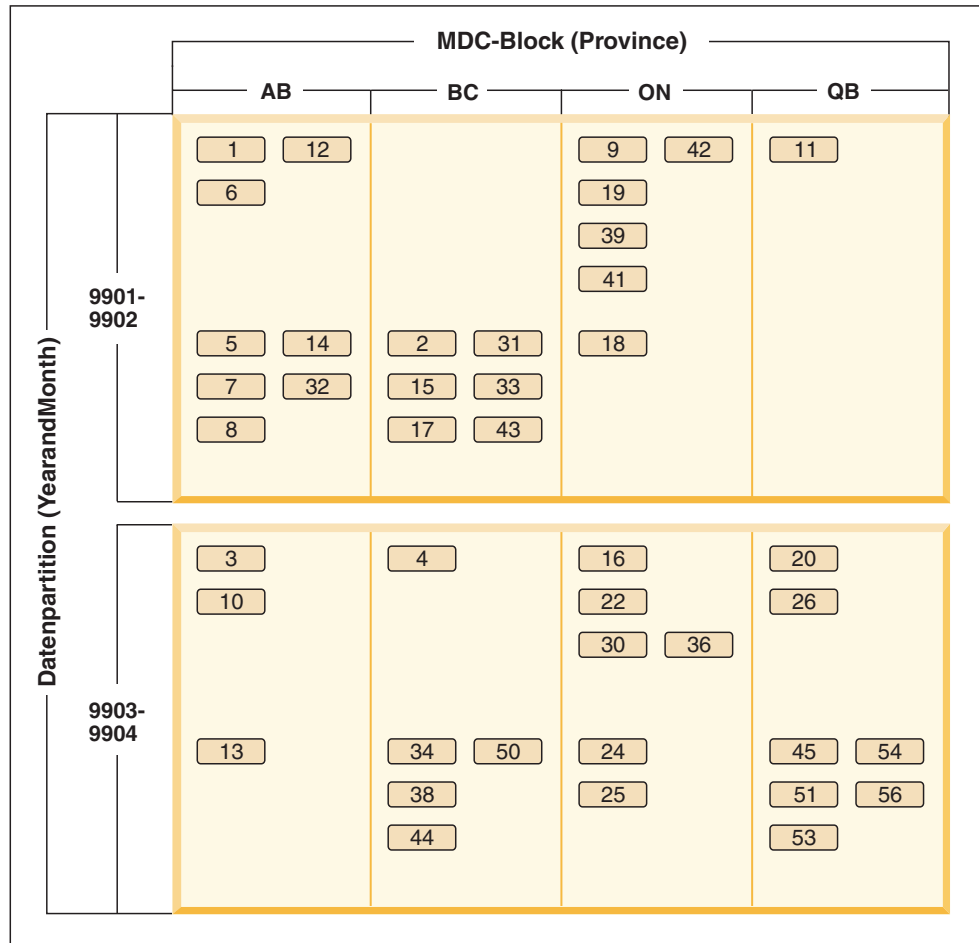 MDC-Block (Province)
AB BC ON QB
Datenpartition (YearandMonth)
9901-
9902
1 12 9 42 11
6 19
39
41
5 14 2 31 18
7 32 15 33
8 17 43
9903-
9904
3 4 16 20
10 22 26
30 36
13 34 50 24 45 54
38 25 51 56
44 53